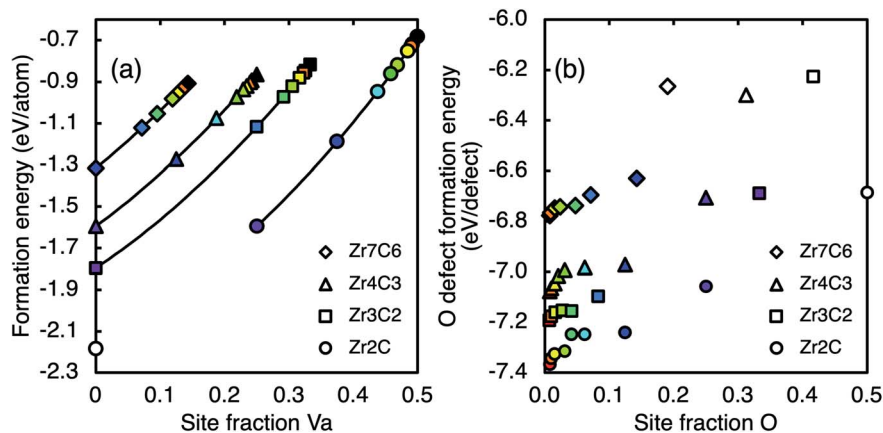 (a)
Formation energy (eV/atom)
-0.7
-0.9
-1.1
-1.3
-1.5
-1.7
-1.9
-2.1
-2.3
Zr7C6
Zr4C3
Zr3C2
Zr2C
0 0.1 0.2 0.3 0.4 0.5
Site fraction Va
(b)
O defect formation energy
(eV/defect)
-6.0
-6.2
-6.4
-6.6
-6.8
-7.0
-7.2
-7.4
Zr7C6
Zr4C3
Zr3C2
Zr2C
0.0 0.1 0.2 0.3 0.4 0.5
Site fraction O